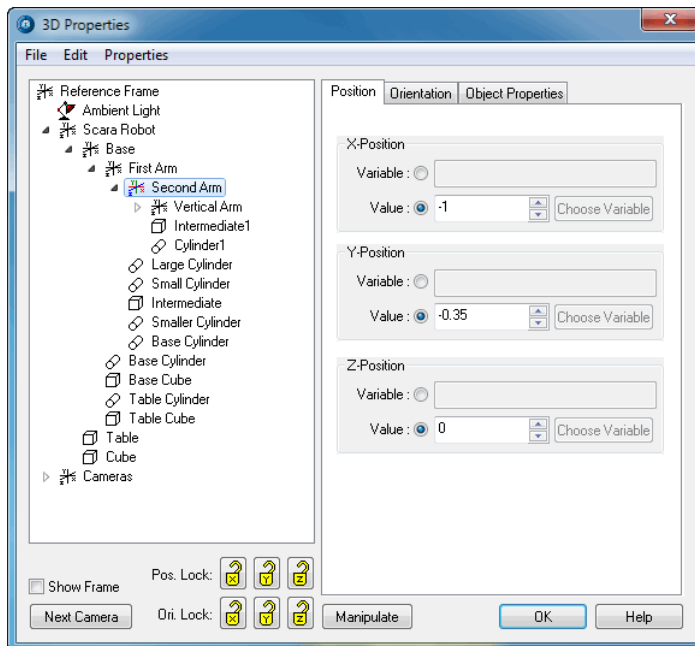 3D Properties
File Edit Properties
Reference Frame
Ambient Light
Scara Robot
Base
First Arm
Second Arm
Vertical Arm
Intermediate1
Cylinder1
Large Cylinder
Small Cylinder
Intermediate
Smaller Cylinder
Base Cylinder
Base Cylinder
Base Cube
Table Cylinder
Table Cube
Table
Cube
Cameras
Show Frame
Pos. Lock: X Y Z
Next Camera
Ori. Lock: X Y Z
Position Orientation Object Properties
X-Position
Variable :
Value : -1 Choose Variable
Y-Position
Variable :
Value : -0.35 Choose Variable
Z-Position
Variable :
Value : 0 Choose Variable
Manipulate OK Help